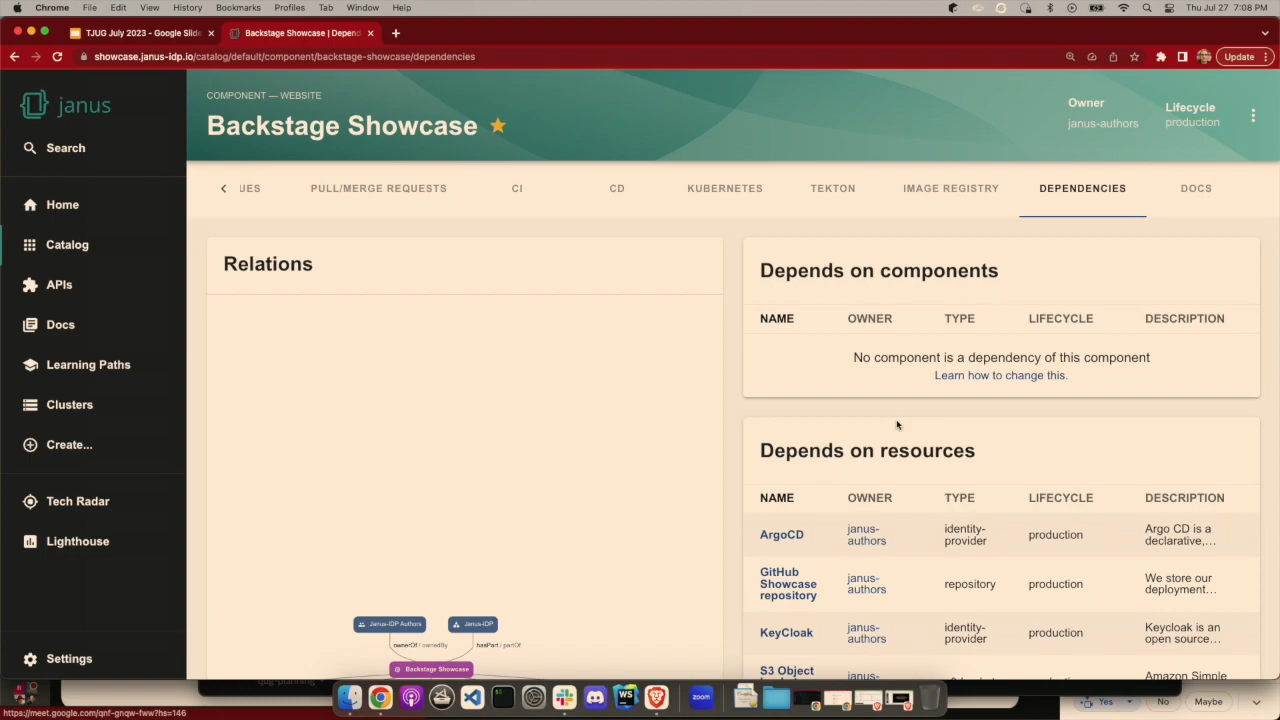 Chrome File Edit View History Bookmarks Profiles Tab Window Help Thu Jul 27 7:08 PM
TJUG July 2023 - Google Slide
Backstage Showcase | Depend
showcase.janus-idp.io/catalog/default/component/backstage-showcase/dependencies
Update
janus
Search
Home
Catalog
APIs
Docs
Learning Paths
Clusters
Create...
Tech Radar
Lighthouse
Settings
COMPONENT — WEBSITE
Backstage Showcase
Owner
janus-authors
Lifecycle
production
UES PULL/MERGE REQUESTS CI CD KUBERNETES TEKTON IMAGE REGISTRY DEPENDENCIES DOCS
Relations
Janus-IDP Authors
Janus-IDP
ownerOf / ownedBy
hasPart / partOf
Backstage Showcase
Depends on components
NAME OWNER TYPE LIFECYCLE DESCRIPTION
No component is a dependency of this component
Learn how to change this.
Depends on resources
NAME OWNER TYPE LIFECYCLE DESCRIPTION
ArgoCD janus-authors identity-provider production Argo CD is a declarative,...
GitHub Showcase repository janus-authors repository production We store our deployment...
KeyCloak janus-authors identity-provider production Keycloak is an open source...
S3 Object janus- Amazon Simple
zoom
WS
Yes No Maybe
https://meet.google.com/qnf-gnqw-fww?hs=146